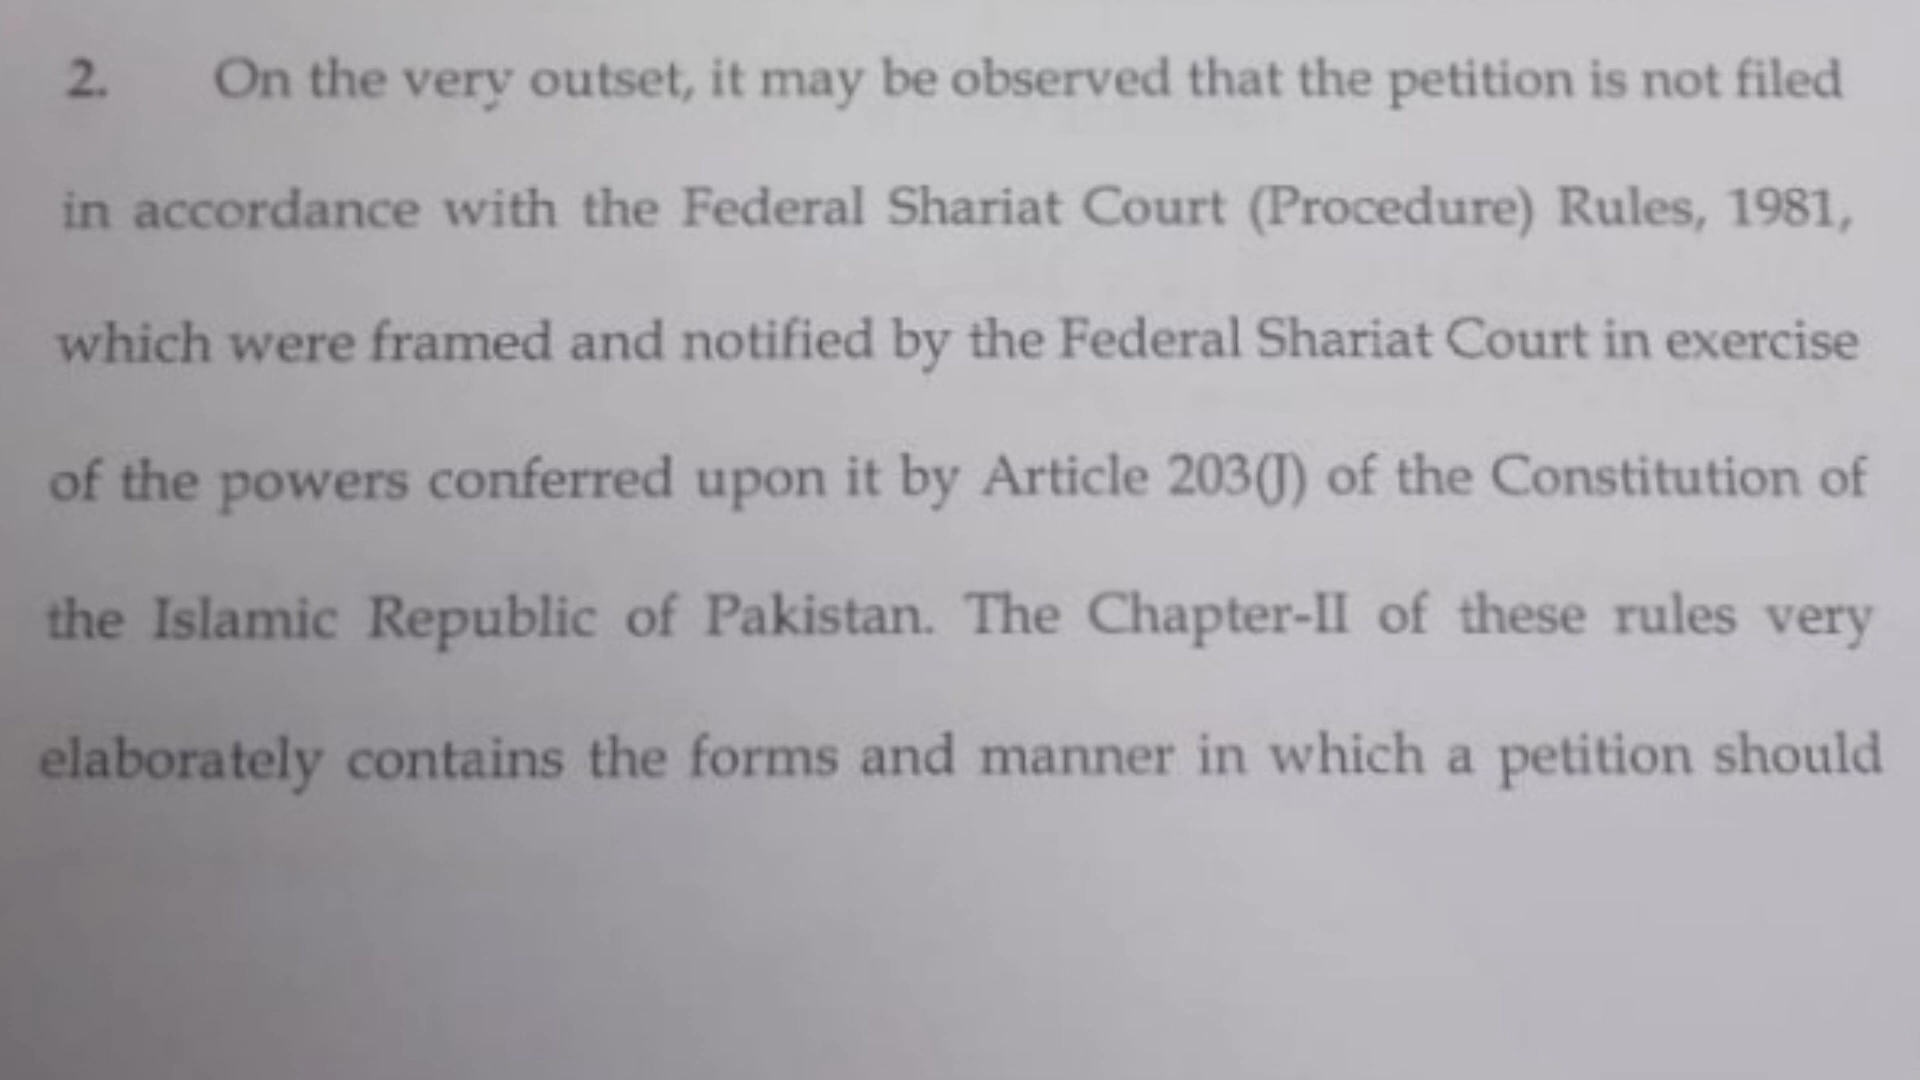 2. On the very outset, it may be observed that the petition is not filed
in accordance with the Federal Shariat Court (Procedure) Rules, 1981,
which were framed and notified by the Federal Shariat Court in exercise
of the powers conferred upon it by Article 203(J) of the Constitution of
the Islamic Republic of Pakistan. The Chapter-II of these rules very
elaborately contains the forms and manner in which a petition should